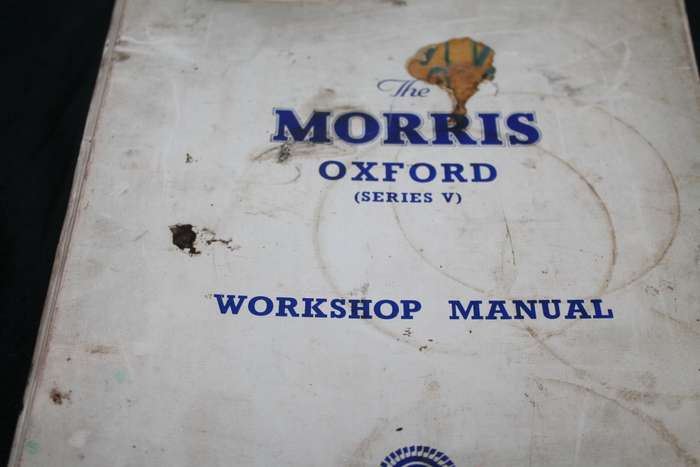 The
MORRIS
OXFORD
(SERIES V)
WORKSHOP MANUAL